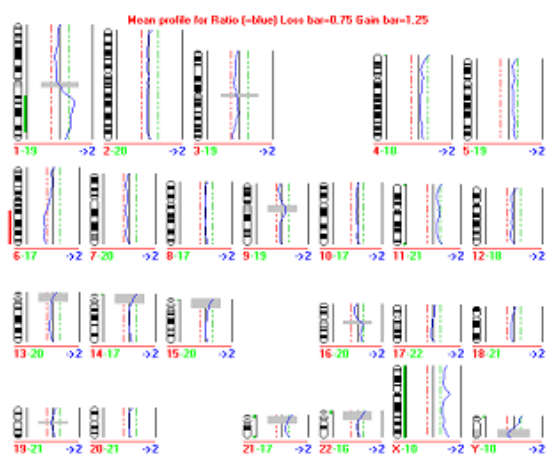 Mean profile for Ratio (=blue) Loss bar=0.75 Gain bar=1.25
1-19 ->2 2-20 ->2 3-19 ->2 4-18 ->2 5-19 ->2
6-17 ->2 7-20 ->2 8-17 ->2 9-19 ->2 10-17 ->2 11-21 ->2 12-18 ->2
13-20 ->2 14-17 ->2 15-20 ->2 16-20 ->2 17-22 ->2 18-21 ->2
19-21 ->2 20-21 ->2 21-17 ->2 22-16 ->2 X-10 ->2 Y-10 ->2